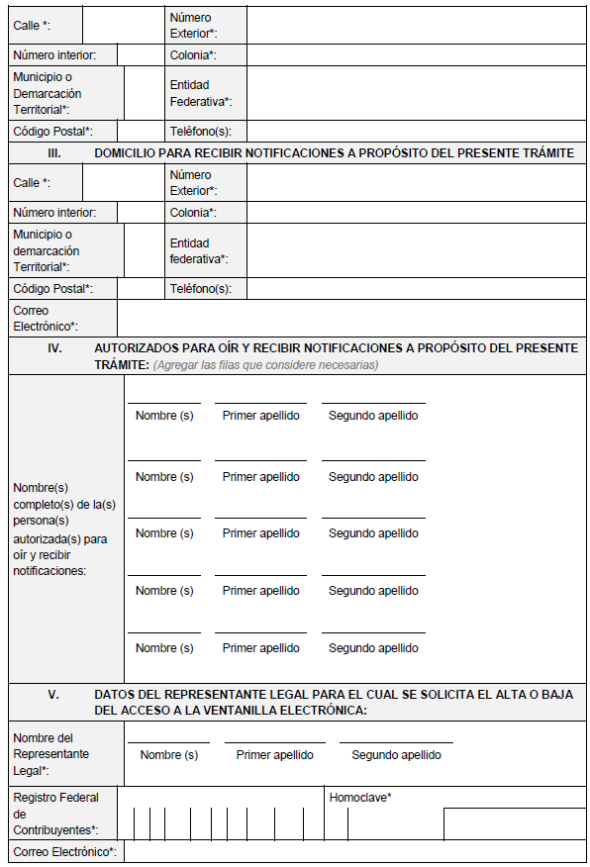 Calle *:
Número
Exterior*:
Número interior:
Colonia*:
Municipio o
Demarcación
Territorial*:
Entidad
Federativa*:
Código Postal*:
Teléfono(s):
III. DOMICILIO PARA RECIBIR NOTIFICACIONES A PROPÓSITO DEL PRESENTE TRÁMITE
Calle *:
Número
Exterior*:
Número interior:
Colonia*:
Municipio o
demarcación
Territorial*:
Entidad
federativa*:
Código Postal*:
Teléfono(s):
Correo
Electrónico*:
IV. AUTORIZADOS PARA OÍR Y RECIBIR NOTIFICACIONES A PROPÓSITO DEL PRESENTE
TRÁMITE: (Agregar las filas que considere necesarias)
Nombre(s)
completo(s) de la(s)
persona(s)
autorizada(s) para
oír y recibir
notificaciones:
Nombre (s) Primer apellido Segundo apellido
Nombre (s) Primer apellido Segundo apellido
Nombre (s) Primer apellido Segundo apellido
Nombre (s) Primer apellido Segundo apellido
Nombre (s) Primer apellido Segundo apellido
V. DATOS DEL REPRESENTANTE LEGAL PARA EL CUAL SE SOLICITA EL ALTA O BAJA
DEL ACCESO A LA VENTANILLA ELECTRÓNICA:
Nombre del
Representante
Legal*:
Nombre (s) Primer apellido Segundo apellido
Registro Federal
de
Contribuyentes*:
Homoclave*
Correo Electrónico*: